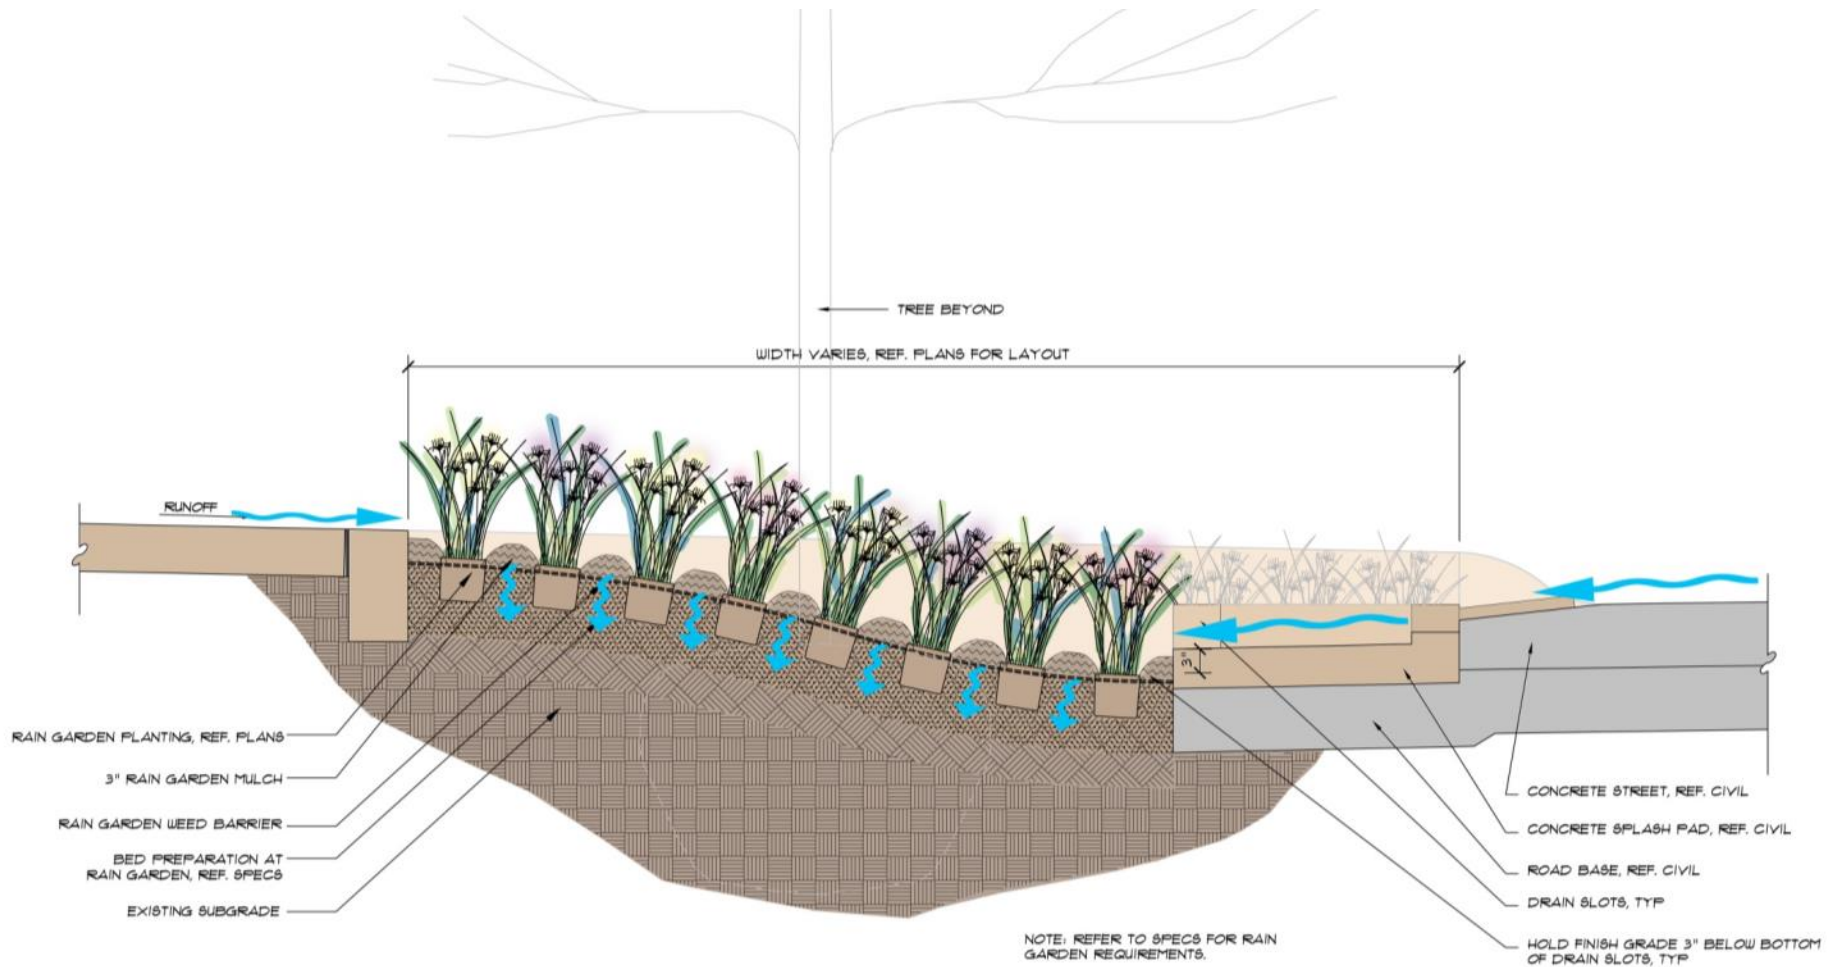 TREE BEYOND
WIDTH VARIES, REF. PLANS FOR LAYOUT
RUNOFF
3"
RAIN GARDEN PLANTING, REF. PLANS
3" RAIN GARDEN MULCH
RAIN GARDEN WEED BARRIER
BED PREPARATION AT
RAIN GARDEN, REF. SPECS
EXISTING SUBGRADE
CONCRETE STREET, REF. CIVIL
CONCRETE SPLASH PAD, REF. CIVIL
ROAD BASE, REF. CIVIL
DRAIN SLOTS, TYP
HOLD FINISH GRADE 3" BELOW BOTTOM
OF DRAIN SLOTS, TYP
NOTE: REFER TO SPECS FOR RAIN
GARDEN REQUIREMENTS.